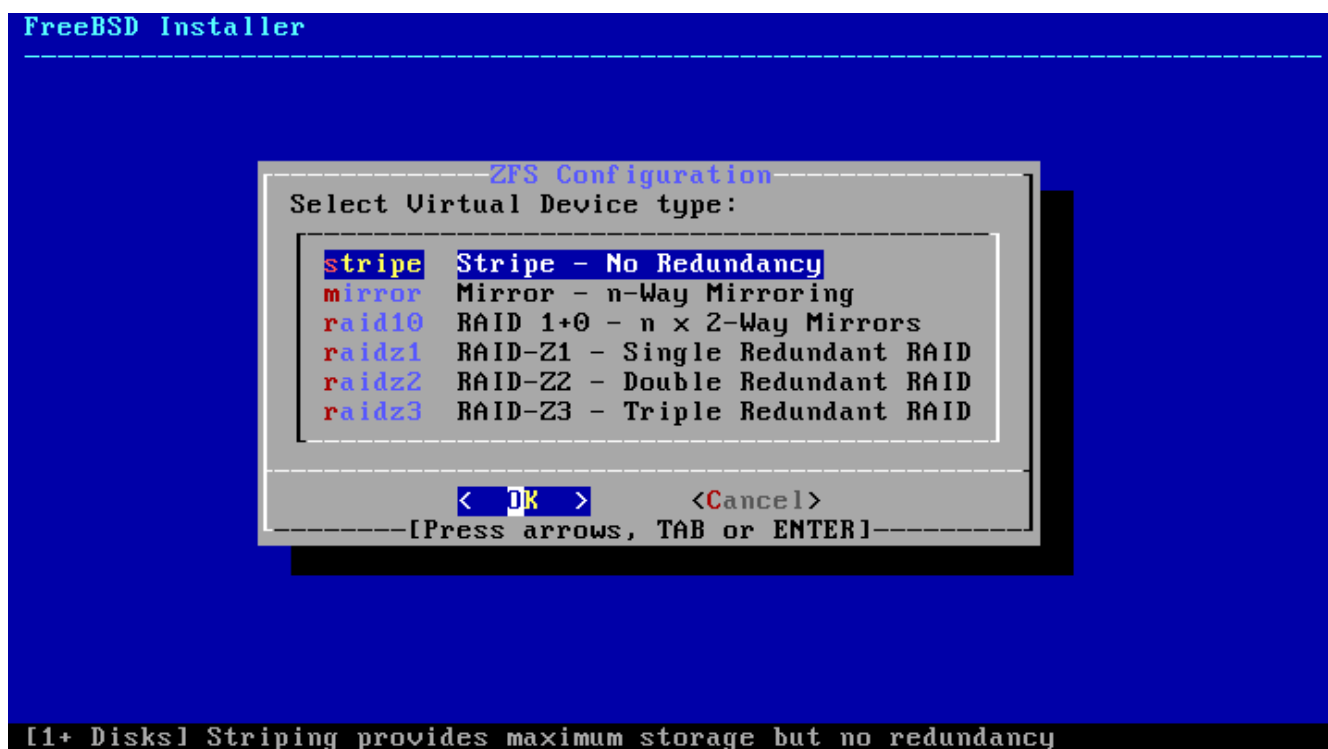 FreeBSD Installer
ZFS Configuration
Select Virtual Device type:
stripe Stripe - No Redundancy
mirror Mirror - n-Way Mirroring
raid10 RAID 1+0 - n x 2-Way Mirrors
raidz1 RAID-Z1 - Single Redundant RAID
raidz2 RAID-Z2 - Double Redundant RAID
raidz3 RAID-Z3 - Triple Redundant RAID
< OK > <Cancel>
[Press arrows, TAB or ENTER]
[1+ Disks] Striping provides maximum storage but no redundancy